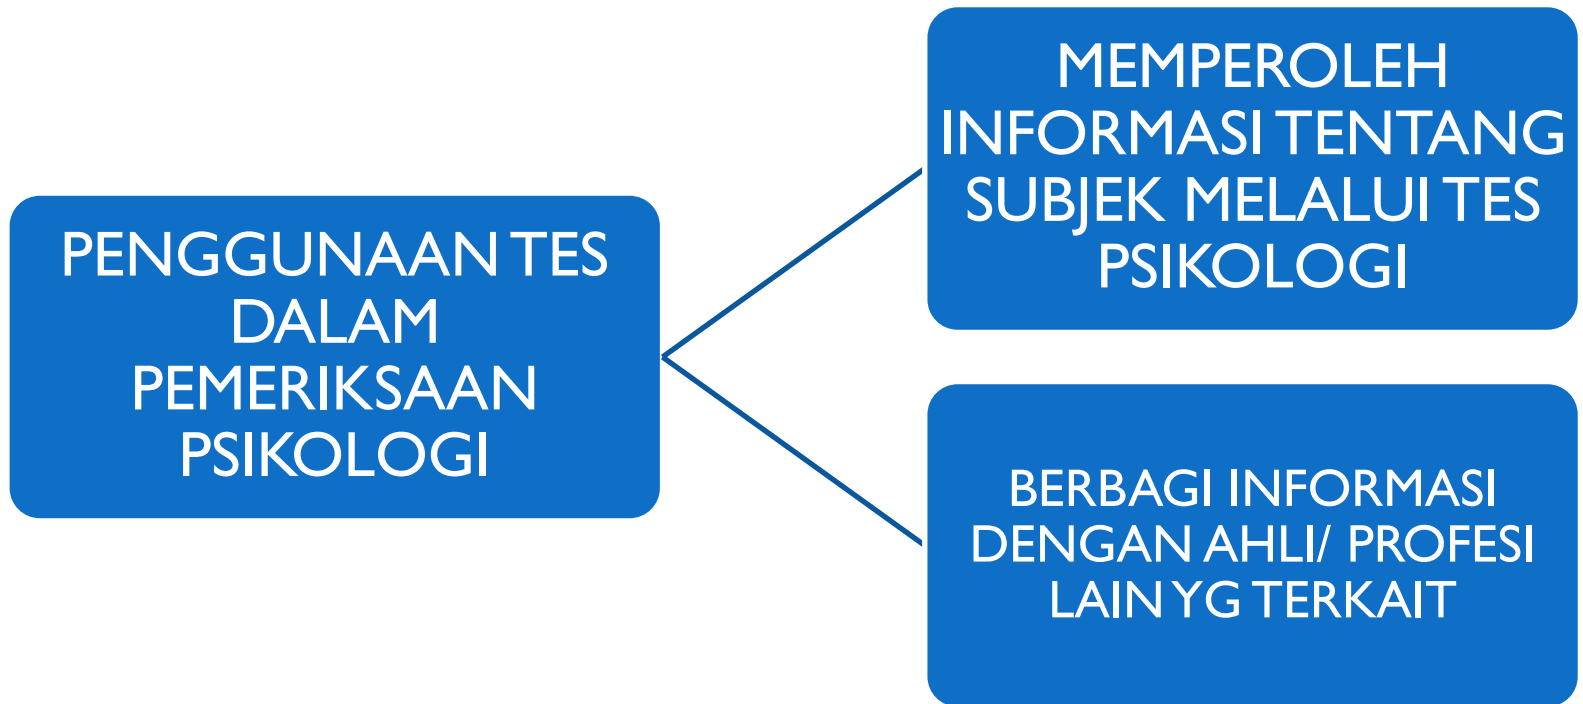 PENGGUNAAN TES
DALAM
PEMERIKSAAN
PSIKOLOGI
MEMPEROLEH
INFORMASI TENTANG
SUBJEK MELALUI TES
PSIKOLOGI
BERBAGI INFORMASI
DENGAN AHLI/ PROFESI
LAIN YG TERKAIT